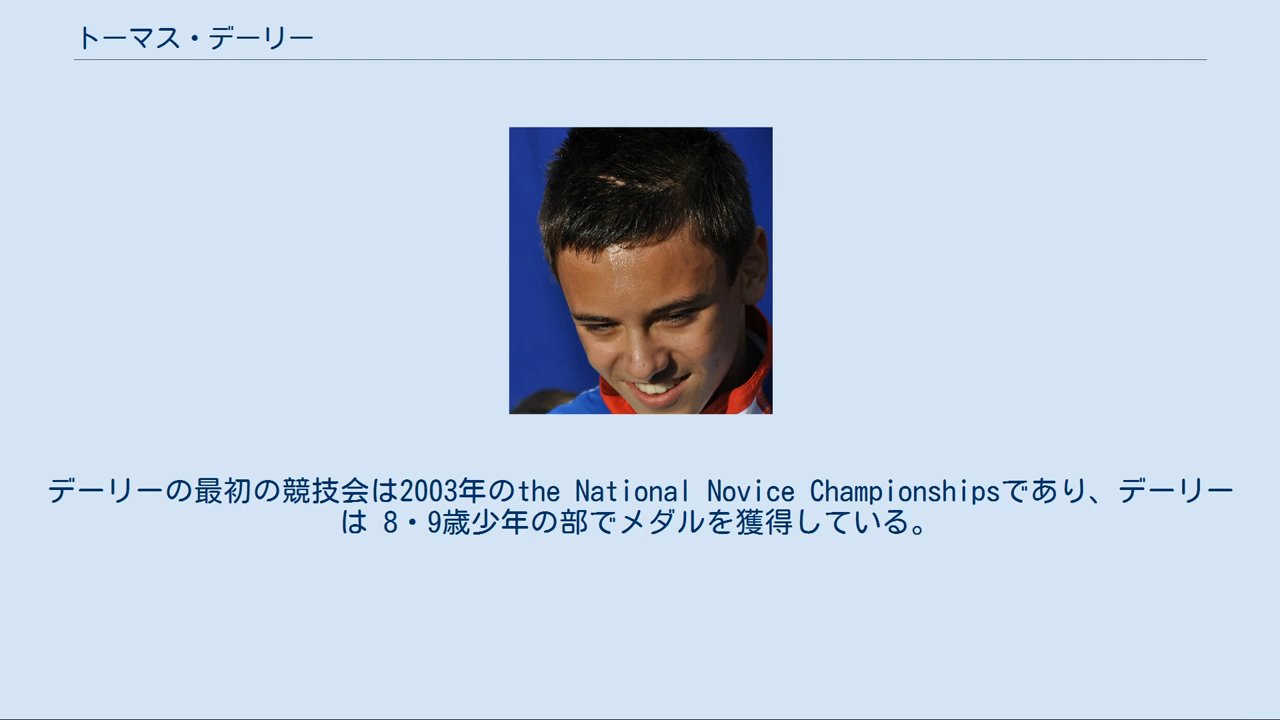 トーマス・デーリー
デーリーの最初の競技会は2003年のthe National Novice Championshipsであり、デーリー
は 8・9歳少年の部でメダルを獲得している。